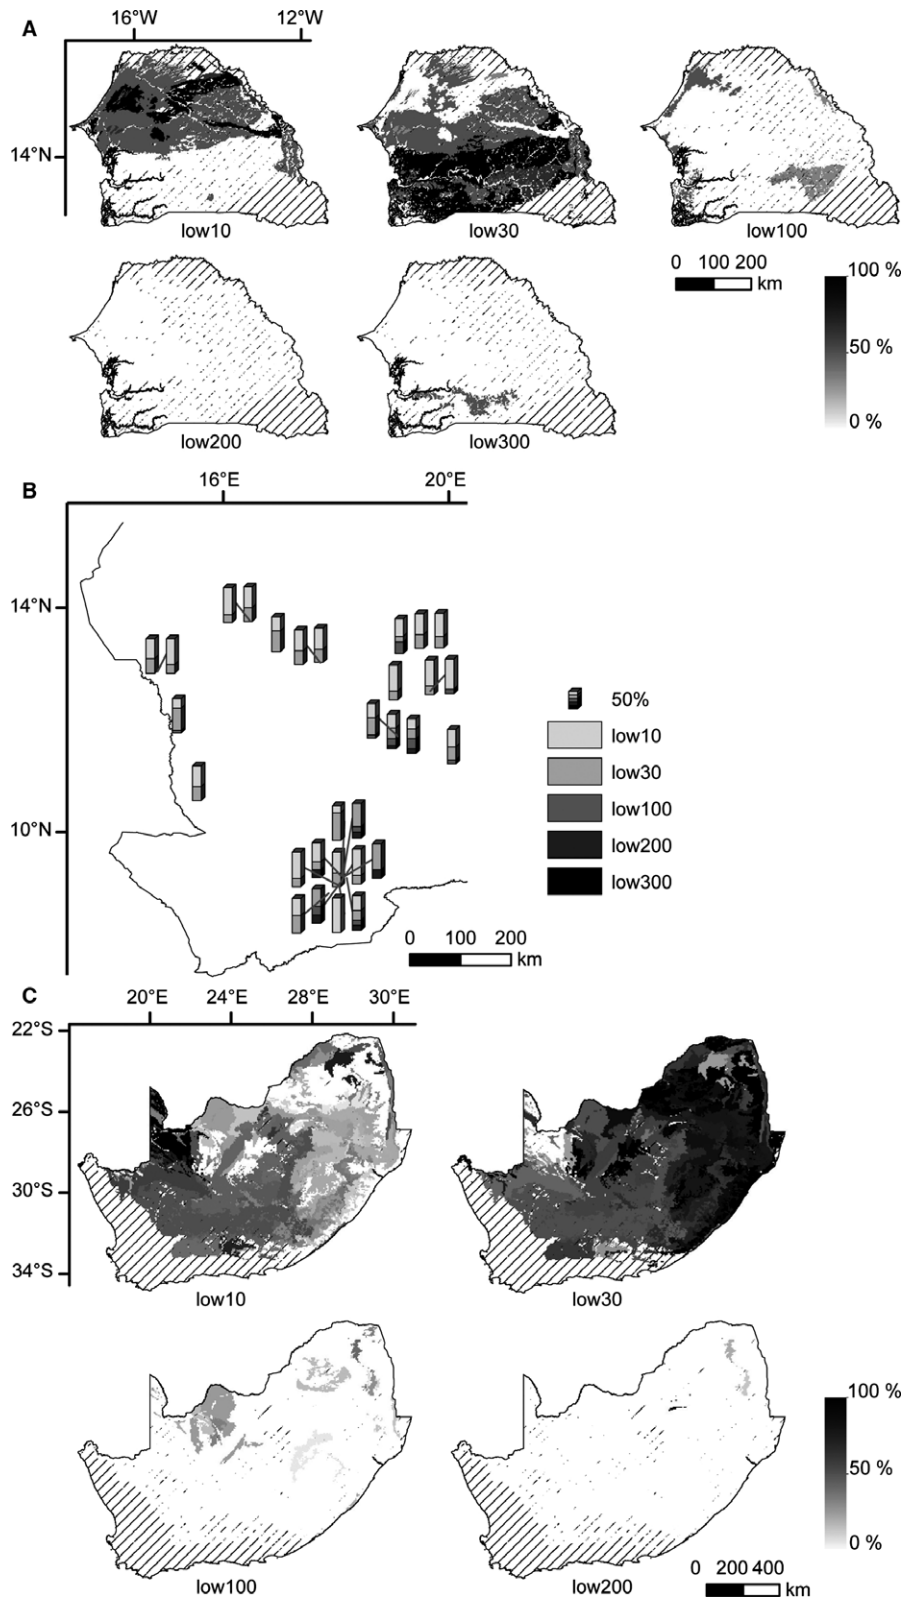 A
16°W 12°W
14°N
low10 low30 low100
0 100 200
km
100 %
50 %
0 %
low200 low300
B
16°E 20°E
14°N
10°N
50%
low10
low30
low100
low200
low300
0 100 200
km
C
20°E 24°E 28°E 30°E
22°S
26°S
30°S
34°S
low10 low30
100 %
50 %
0 %
low100 low200
0 200 400
km